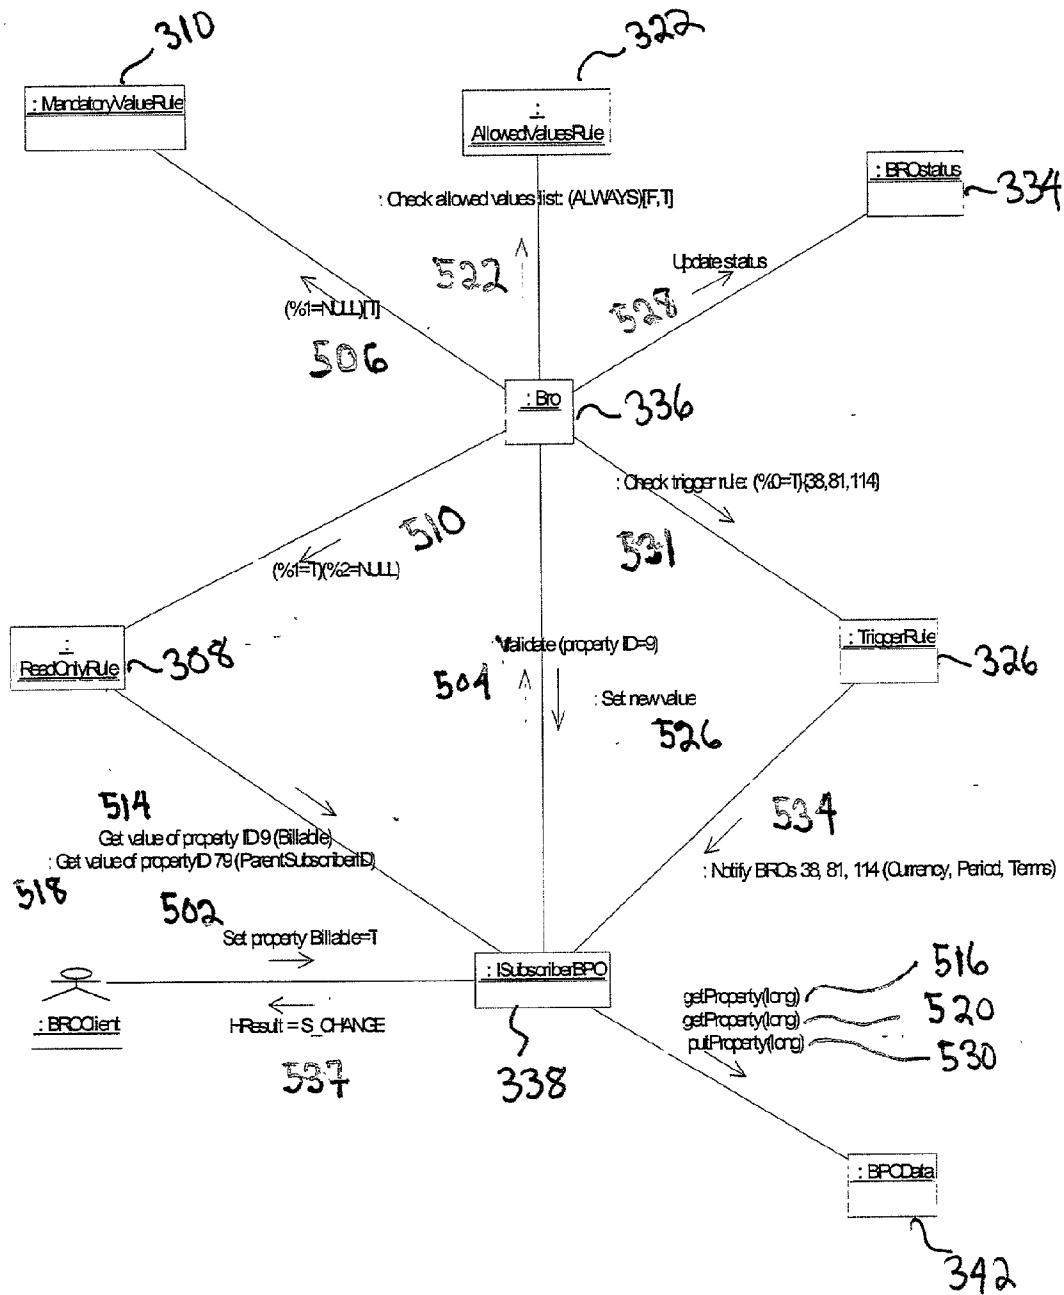 310
322
: MandatoryValueRule
:
AllowedValuesRule
: BROstatus
334
: Check allowed values list: (ALWAYS)[F,T]
522
Update status
528
(%1=NULL)[T]
506
: Bro
336
: Check trigger rule: (%0=T){38,81,114}
510
531
(%1=T)(%2=NULL)
:
ReadOnlyRule
308
Validate (property ID=9)
504
: Set new value
526
: TriggerRule
326
514
Get value of property ID 9 (Billable)
: Get value of propertyID 79 (ParentSubscriberID)
518
534
: Notify BROs 38, 81, 114 (Currency, Period, Terms)
502
Set property Billable=T
: ISubscriberBPO
: BROClient
HResult = S_CHANGE
537
338
getProperty(long)
516
getProperty(long)
520
putProperty(long)
530
: BPOData
342